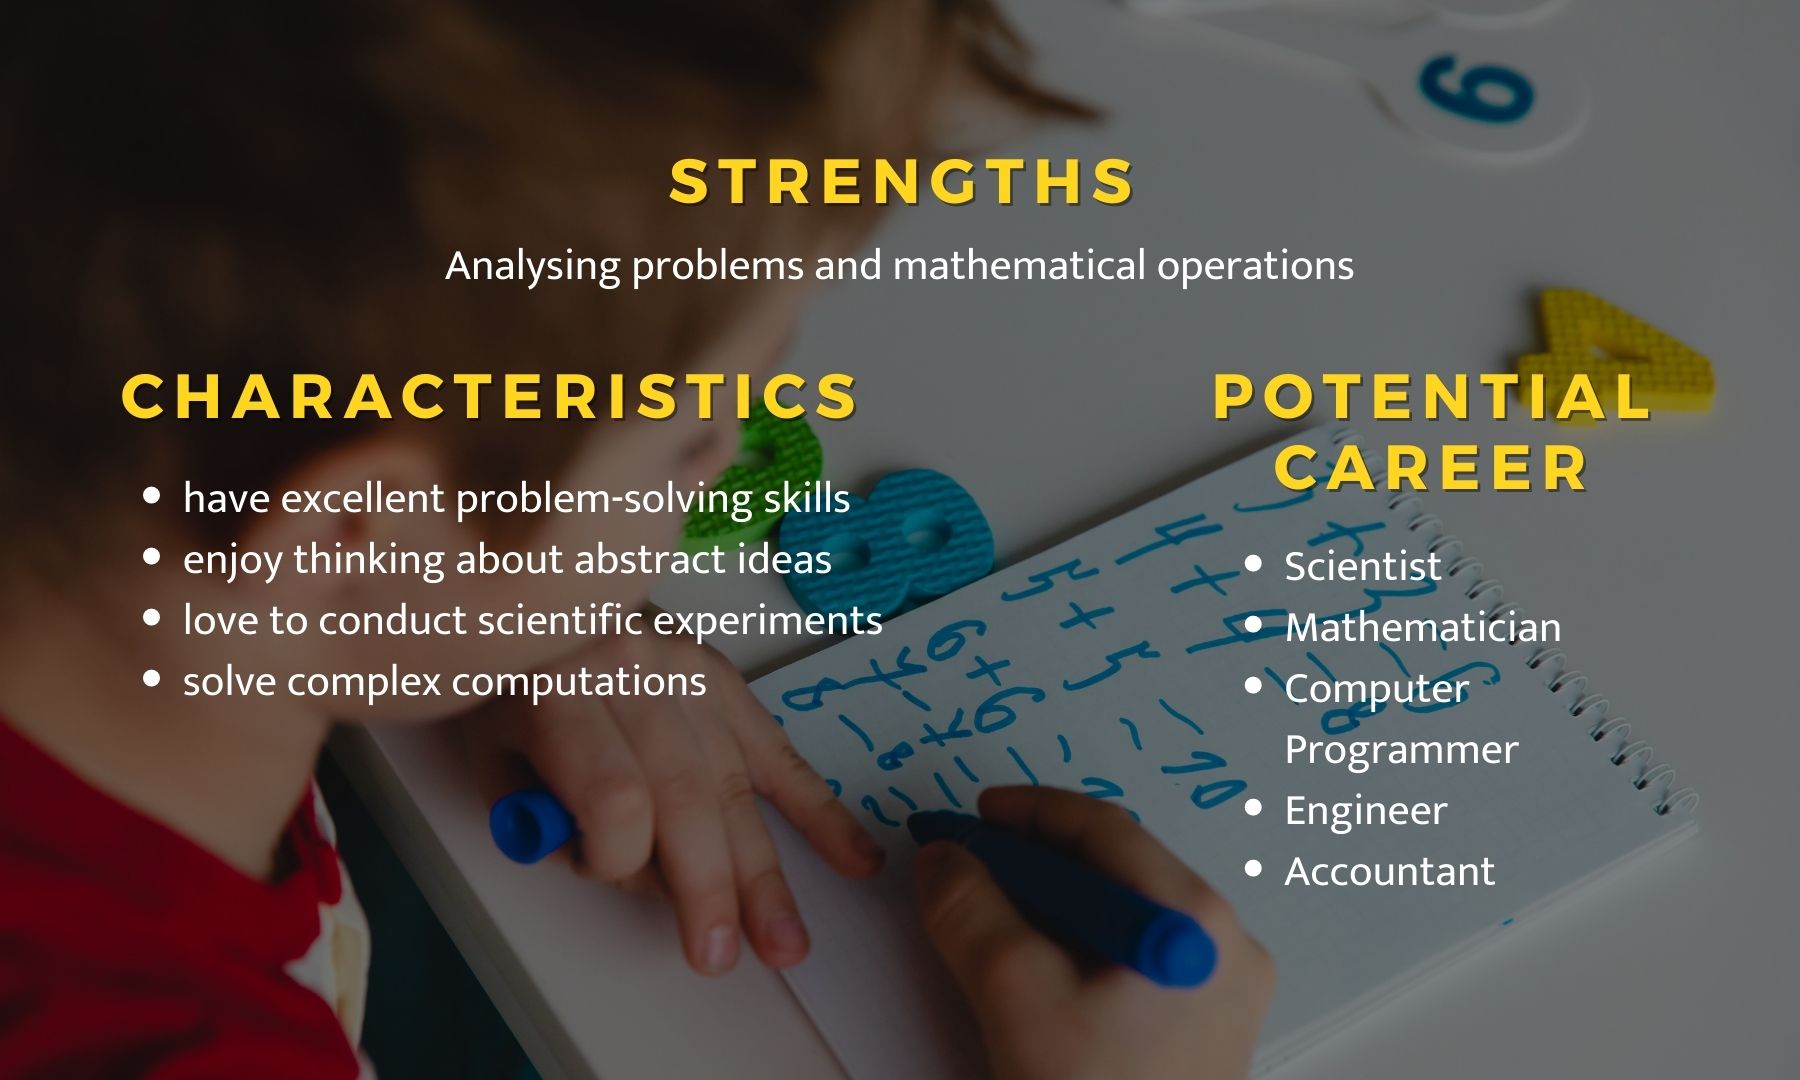 STRENGTHS
Analysing problems and mathematical operations
CHARACTERISTICS
have excellent problem-solving skills
enjoy thinking about abstract ideas
love to conduct scientific experiments
solve complex computations
POTENTIAL
CAREER
Scientist
Mathematician
Computer
Programmer
Engineer
Accountant